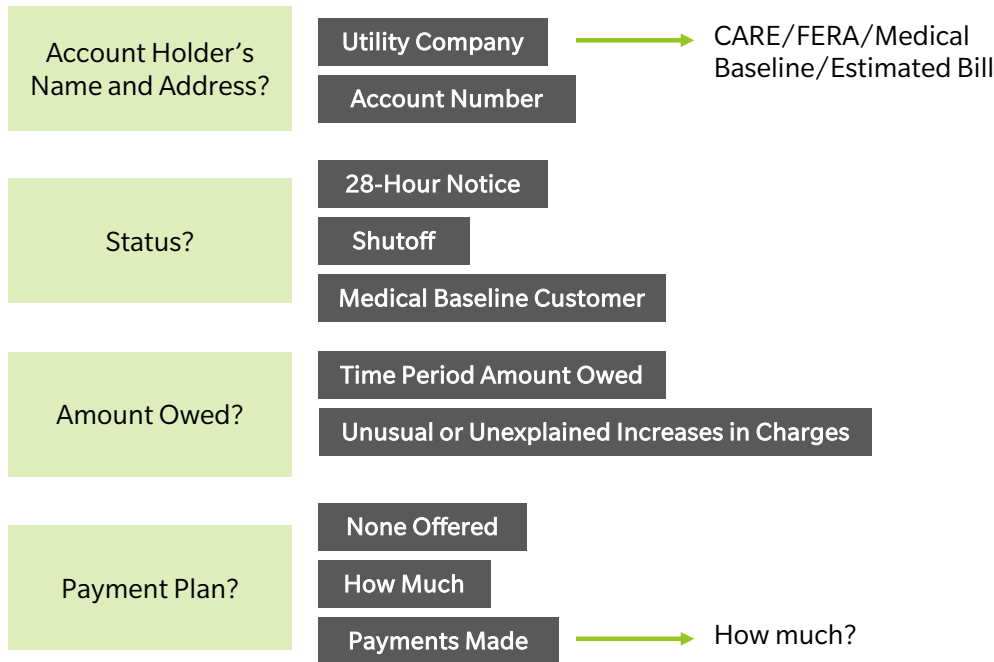 Account Holder’s
Name and Address?
Utility Company
CARE/FERA/Medical
Baseline/Estimated Bill
Account Number
Status?
28-Hour Notice
Shutoff
Medical Baseline Customer
Amount Owed?
Time Period Amount Owed
Unusual or Unexplained Increases in Charges
Payment Plan?
None Offered
How Much
Payments Made
How much?